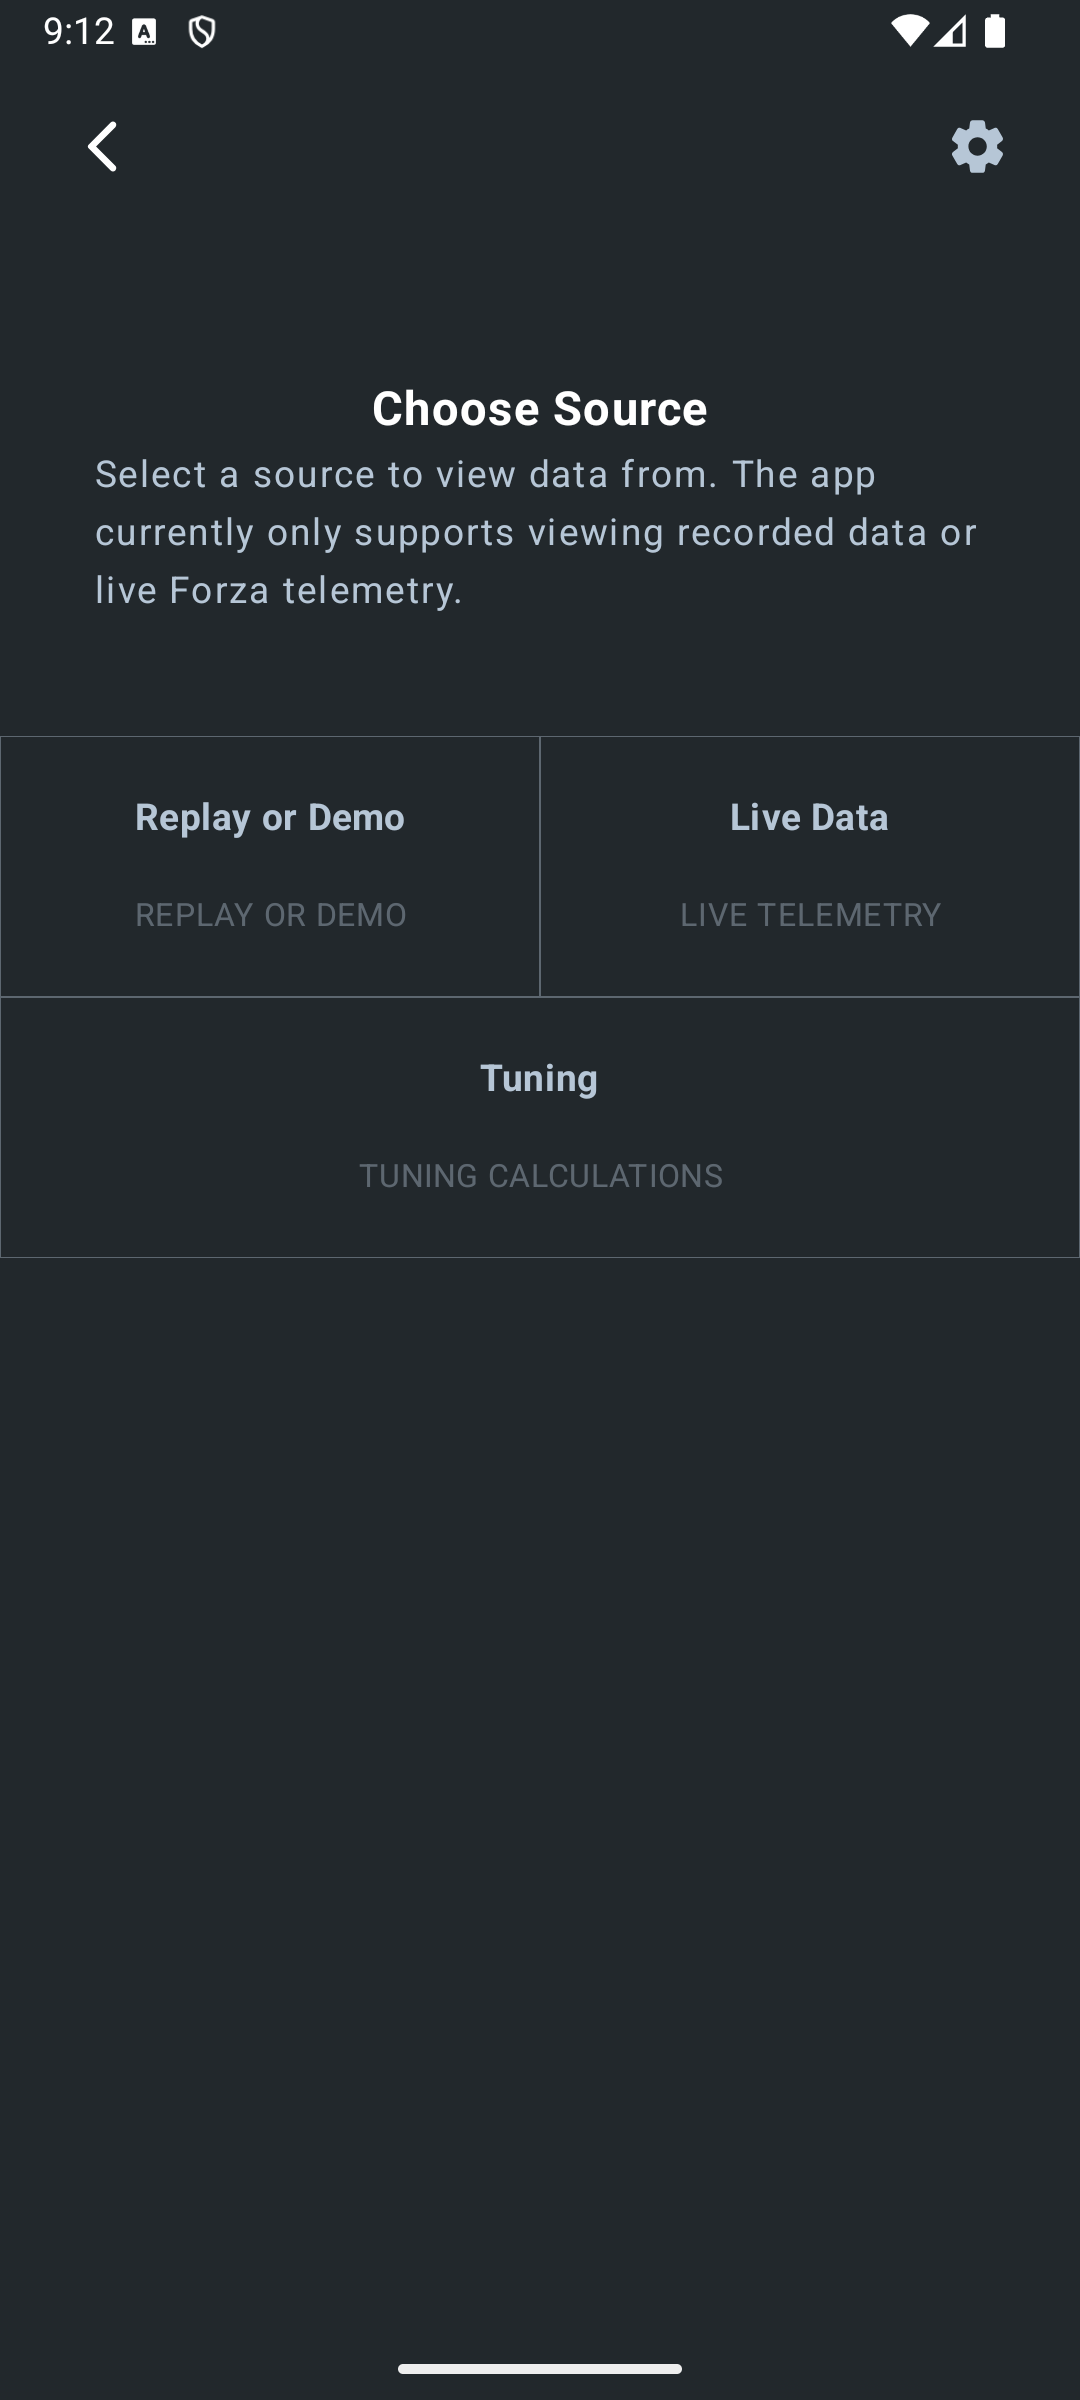 9:12
Choose Source
Select a source to view data from. The app
currently only supports viewing recorded data or
live Forza telemetry.
Replay or Demo
REPLAY OR DEMO
Live Data
LIVE TELEMETRY
Tuning
TUNING CALCULATIONS